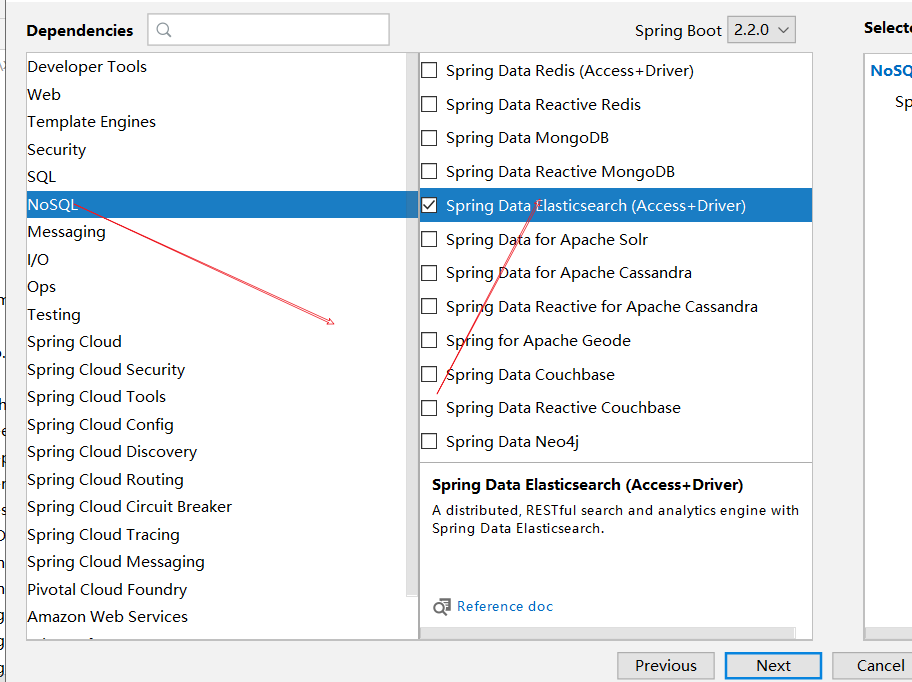 Dependencies
Spring Boot 2.2.0
Developer Tools
Web
Template Engines
Security
SQL
NoSQL
Messaging
I/O
Ops
Testing
Spring Cloud
Spring Cloud Security
Spring Cloud Tools
Spring Cloud Config
Spring Cloud Discovery
Spring Cloud Routing
Spring Cloud Circuit Breaker
Spring Cloud Tracing
Spring Cloud Messaging
Pivotal Cloud Foundry
Amazon Web Services
Spring Data Redis (Access+Driver)
Spring Data Reactive Redis
Spring Data MongoDB
Spring Data Reactive MongoDB
Spring Data Elasticsearch (Access+Driver)
Spring Data for Apache Solr
Spring Data for Apache Cassandra
Spring Data Reactive for Apache Cassandra
Spring for Apache Geode
Spring Data Couchbase
Spring Data Reactive Couchbase
Spring Data Neo4j
Spring Data Elasticsearch (Access+Driver)
A distributed, RESTful search and analytics engine with
Spring Data Elasticsearch.
Reference doc
Selecte
NoSQ
Sp
Previous
Next
Cancel